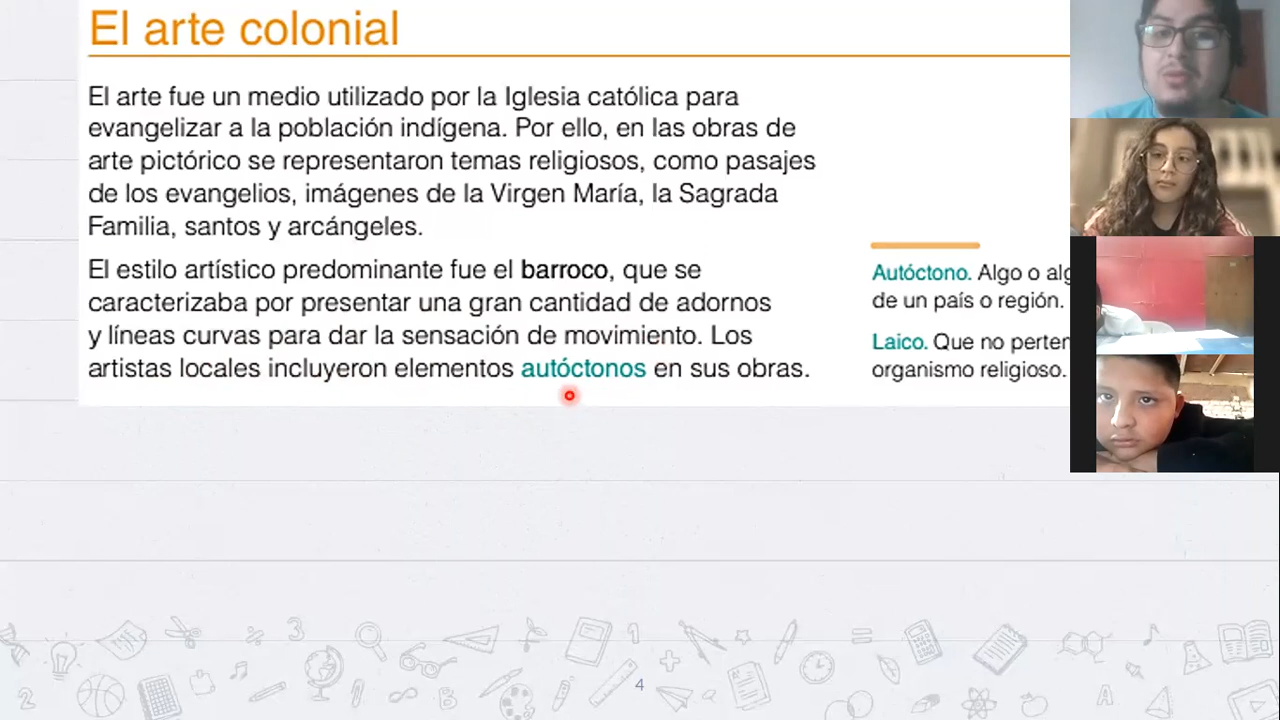 El arte colonial
El arte fue un medio utilizado por la Iglesia católica para
evangelizar a la población indígena. Por ello, en las obras de
arte pictórico se representaron temas religiosos, como pasajes
de los evangelios, imágenes de la Virgen María, la Sagrada
Familia, santos y arcángeles.
El estilo artístico predominante fue el barroco, que se
caracterizaba por presentar una gran cantidad de adornos
y líneas curvas para dar la sensación de movimiento. Los
artistas locales incluyeron elementos autóctonos en sus obras.
Autóctono. Algo o alg
de un país o región.
Laico. Que no perten
organismo religioso.
4